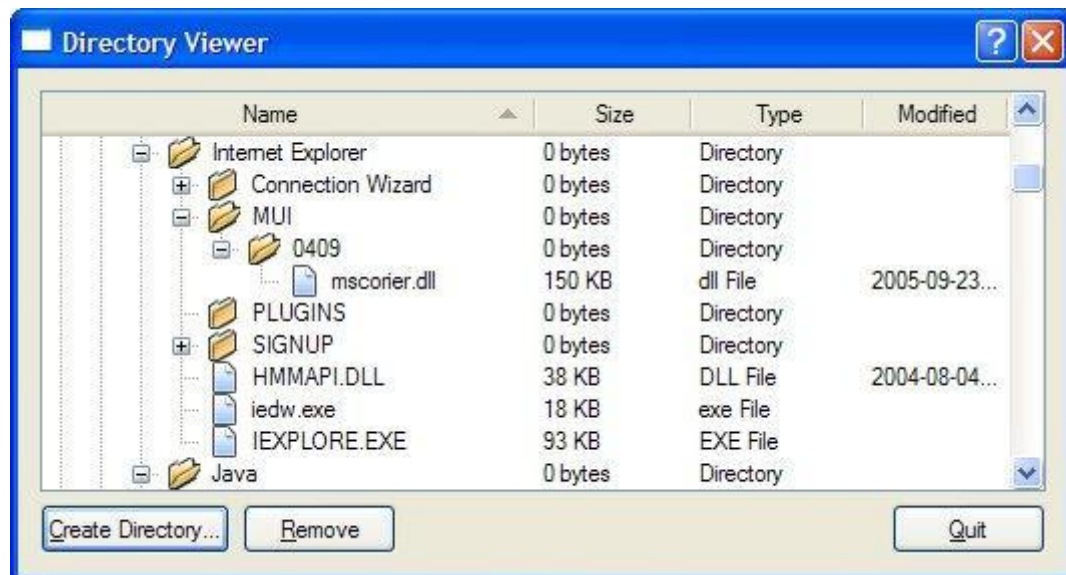 Directory Viewer
Name Size Type Modified
Internet Explorer 0 bytes Directory
Connection Wizard 0 bytes Directory
MUI 0 bytes Directory
0409 0 bytes Directory
mscorier.dll 150 KB dll File 2005-09-23...
PLUGINS 0 bytes Directory
SIGNUP 0 bytes Directory
HMMAPI.DLL 38 KB DLL File 2004-08-04...
iedw.exe 18 KB exe File
IEXPLORE.EXE 93 KB EXE File
Java 0 bytes Directory
Create Directory... Remove Quit